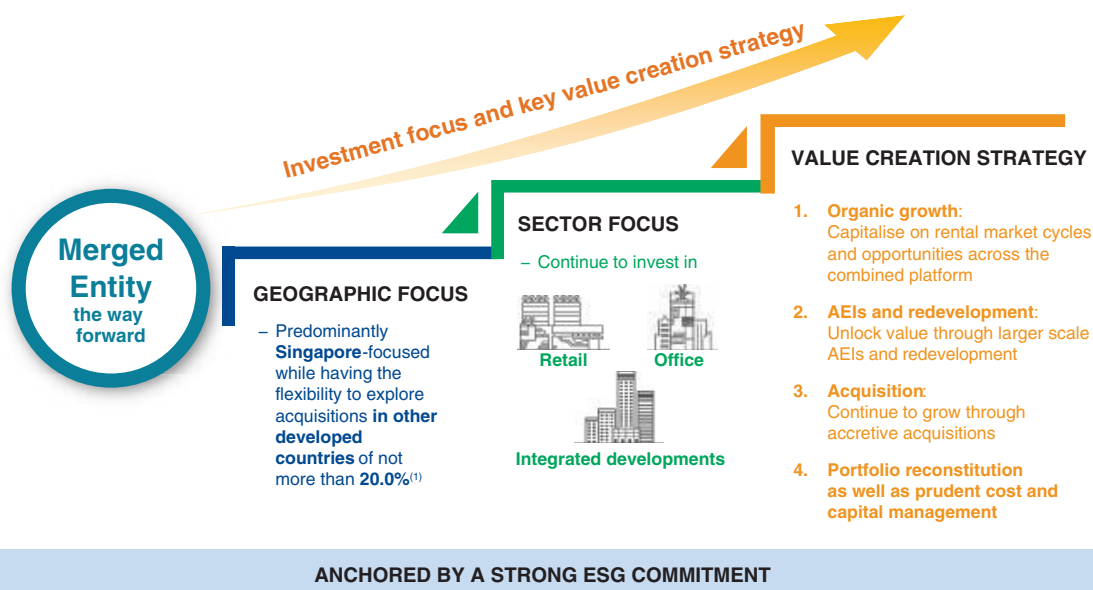 Investment focus and key value creation strategy
Merged
Entity
the way
forward
GEOGRAPHIC FOCUS
– Predominantly
Singapore-focused
while having the
flexibility to explore
acquisitions in other
developed
countries of not
more than 20.0%(1)
SECTOR FOCUS
– Continue to invest in
Retail
Office
Integrated developments
VALUE CREATION STRATEGY
1. Organic growth:
Capitalise on rental market cycles
and opportunities across the
combined platform
2. AEIs and redevelopment:
Unlock value through larger scale
AEIs and redevelopment
3. Acquisition:
Continue to grow through
accretive acquisitions
4. Portfolio reconstitution
as well as prudent cost and
capital management
ANCHORED BY A STRONG ESG COMMITMENT